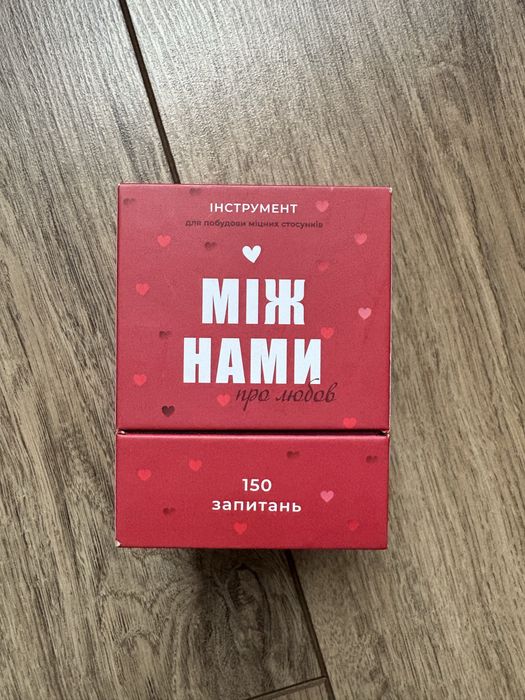 ІНСТРУМЕНТ
для побудови міцних стосунків
МІЖ
НАМИ
про любов
150
запитань